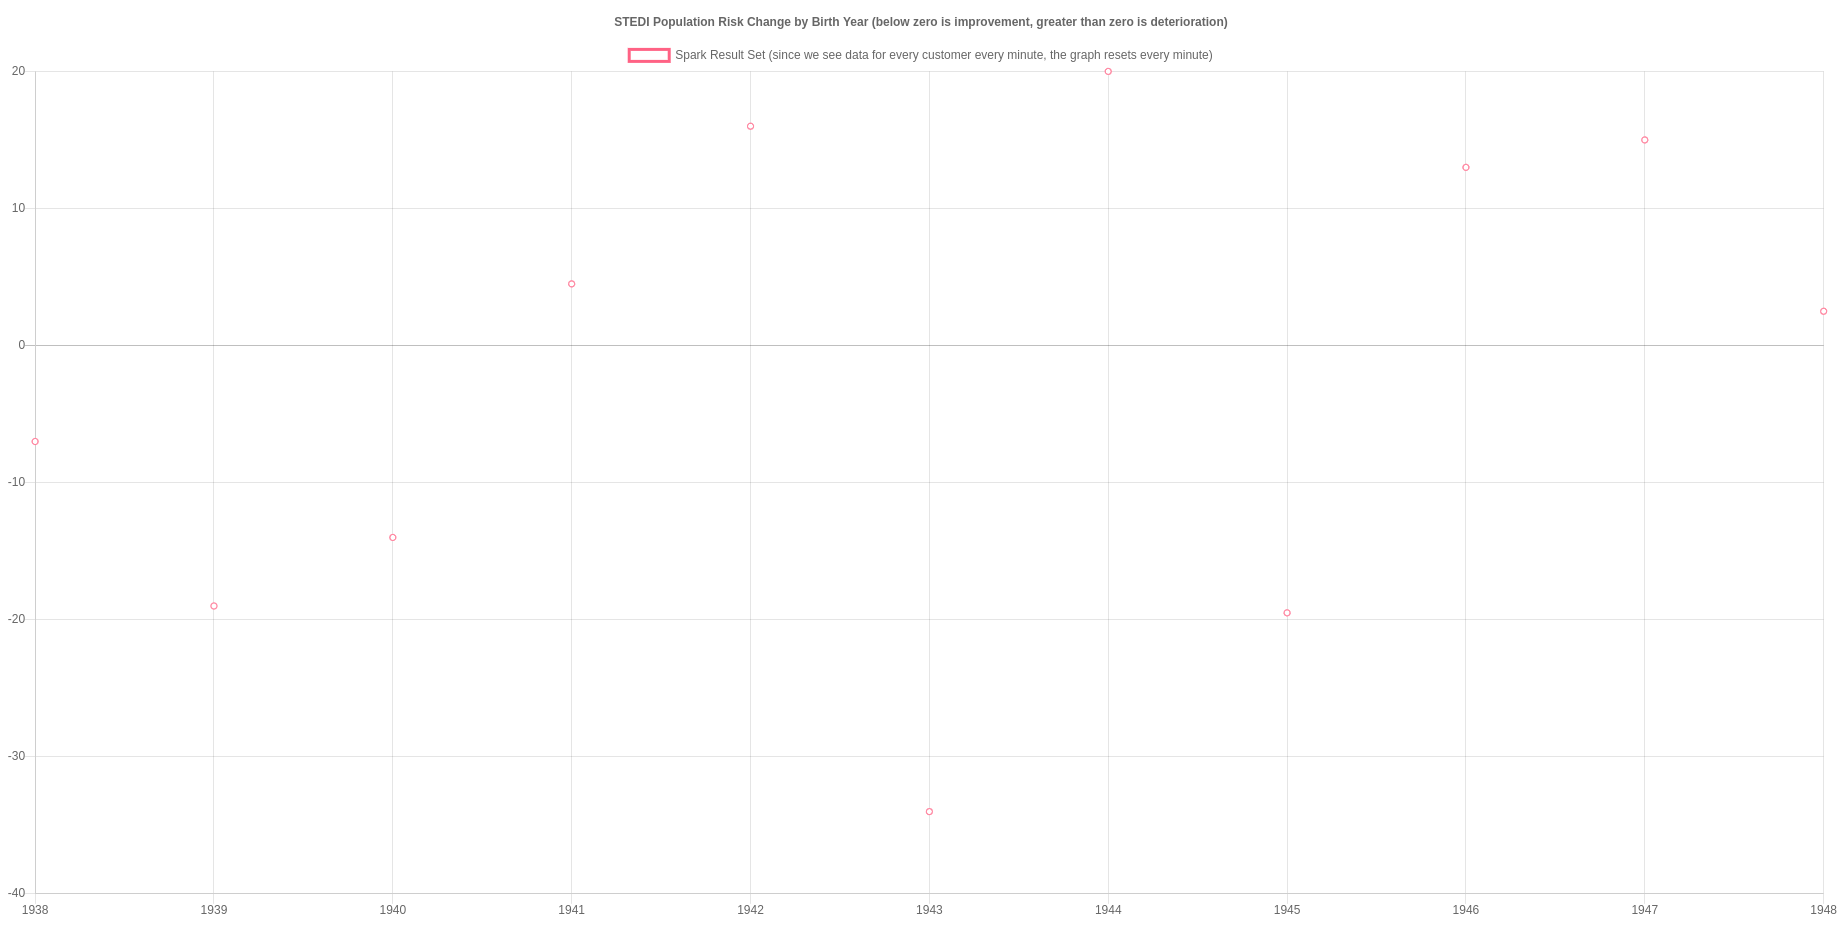 STEDI Population Risk Change by Birth Year (below zero is improvement, greater than zero is deterioration)
Spark Result Set (since we see data for every customer every minute, the graph resets every minute)
20
10
0
-10
-20
-30
-40
1938 1939 1940 1941 1942 1943 1944 1945 1946 1947 1948